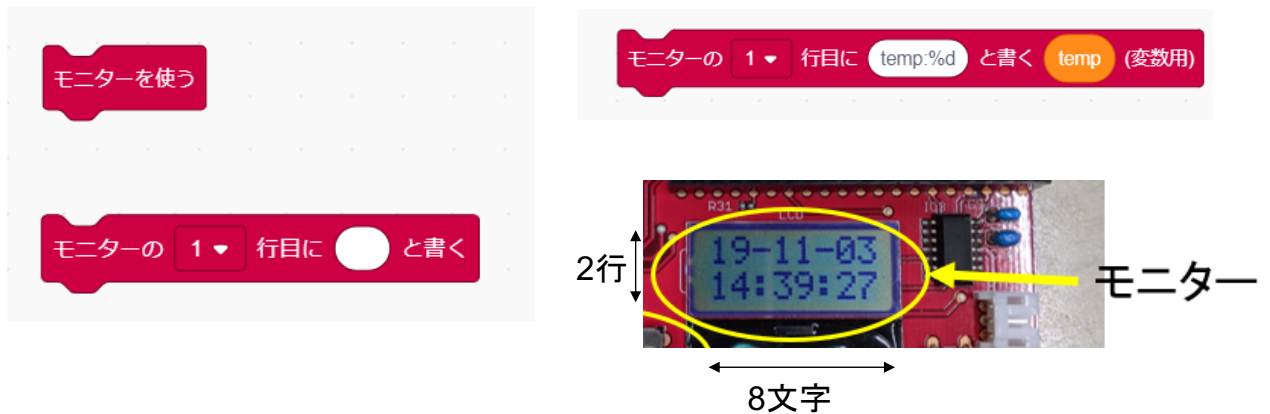 モニターを使う
モニターの 1 行目に と書く
モニターの 1 行目に temp:%d と書く temp (変数用)
R31
LCD
19-11-03
14:39:27
2行
モニター
8文字